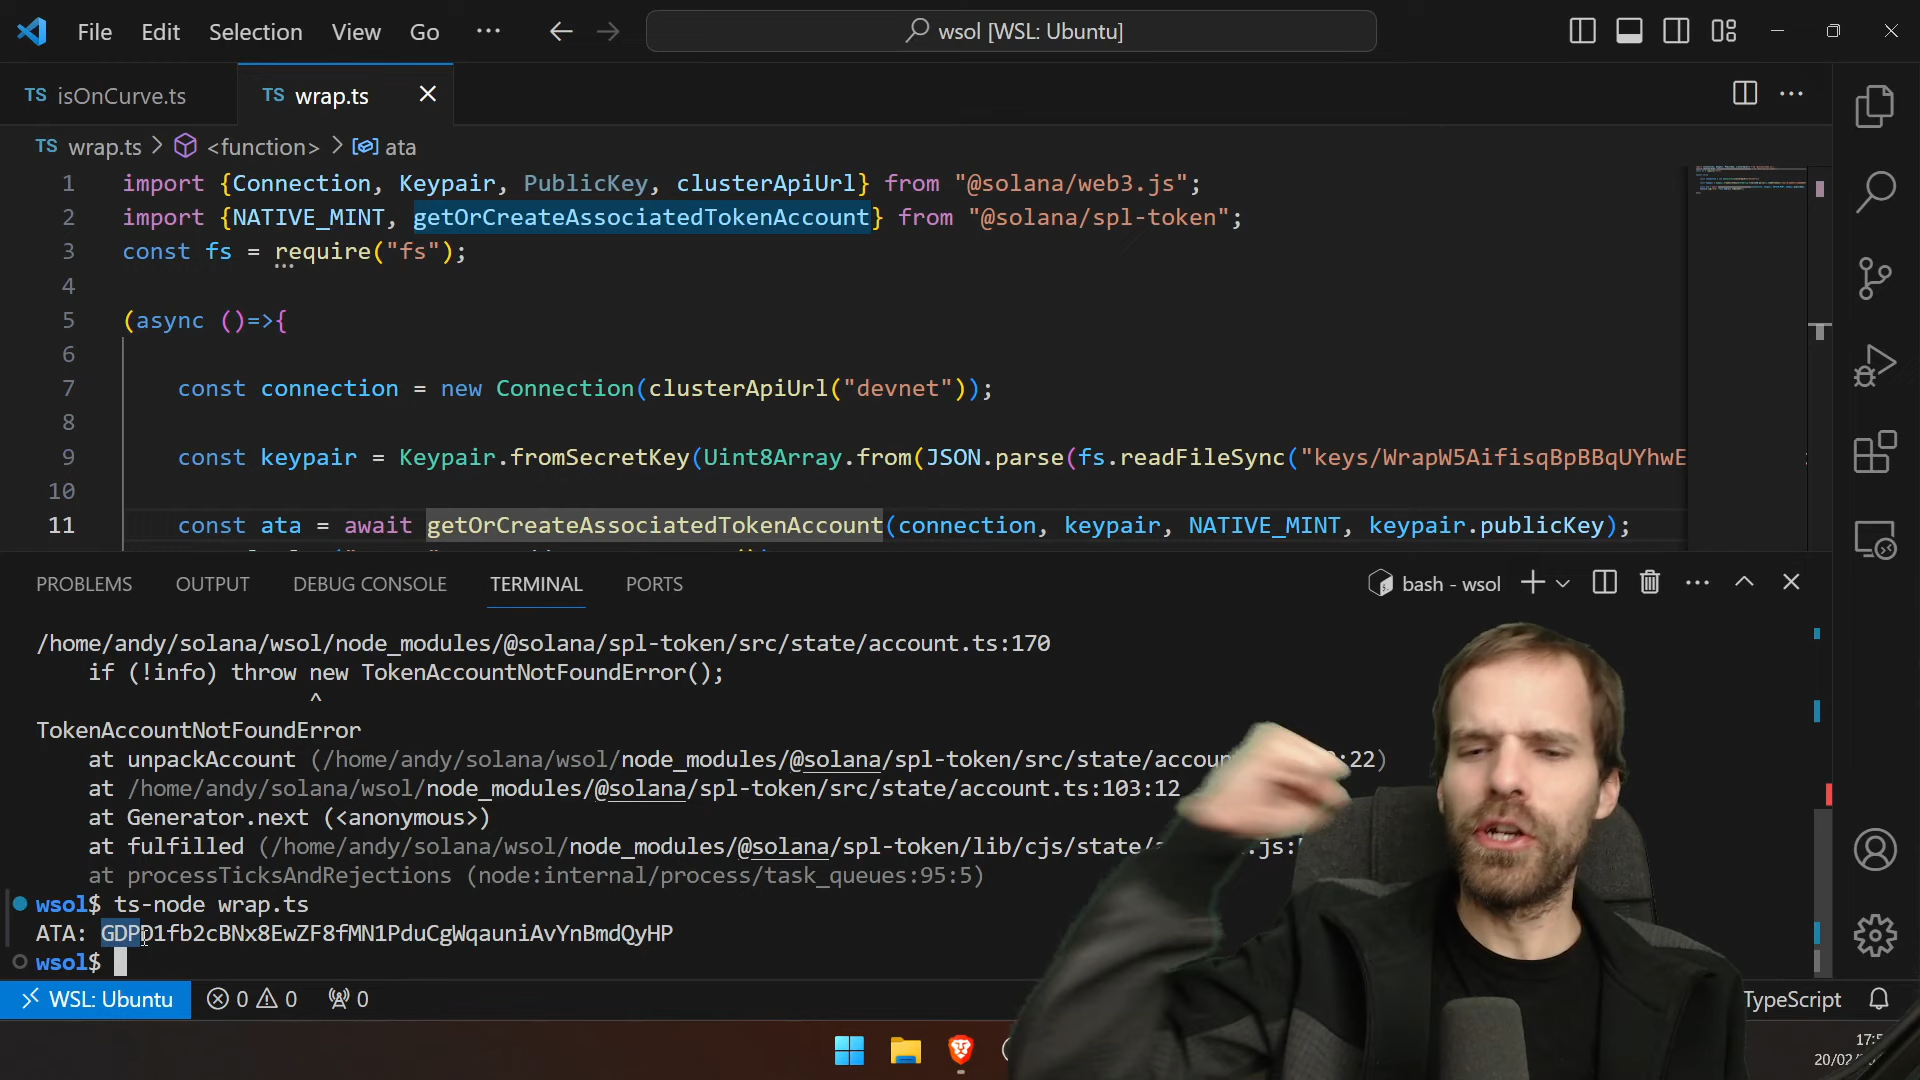 File Edit Selection View Go ··· wsol [WSL: Ubuntu]
TS isOnCurve.ts TS wrap.ts
TS wrap.ts > <function> > ata
1 import {Connection, Keypair, PublicKey, clusterApiUrl} from "@solana/web3.js";
2 import {NATIVE_MINT, getOrCreateAssociatedTokenAccount} from "@solana/spl-token";
3 const fs = require("fs");
4
5 (async ()=>{
6
7 const connection = new Connection(clusterApiUrl("devnet"));
8
9 const keypair = Keypair.fromSecretKey(Uint8Array.from(JSON.parse(fs.readFileSync("keys/WrapW5AifisqBpBBqUYhwE
10
11 const ata = await getOrCreateAssociatedTokenAccount(connection, keypair, NATIVE_MINT, keypair.publicKey);
PROBLEMS OUTPUT DEBUG CONSOLE TERMINAL PORTS bash - wsol
/home/andy/solana/wsol/node_modules/@solana/spl-token/src/state/account.ts:170
if (!info) throw new TokenAccountNotFoundError();
^
TokenAccountNotFoundError
at unpackAccount (/home/andy/solana/wsol/node_modules/@solana/spl-token/src/state/accou :22)
at /home/andy/solana/wsol/node_modules/@solana/spl-token/src/state/account.ts:103:12
at Generator.next (<anonymous>)
at fulfilled (/home/andy/solana/wsol/node_modules/@solana/spl-token/lib/cjs/state/ .js:
at processTicksAndRejections (node:internal/process/task_queues:95:5)
wsol$ ts-node wrap.ts
ATA: GDPD1fb2cBNx8EwZF8fMN1PduCgWqauniAvYnBmdQyHP
wsol$
WSL: Ubuntu 0 0 0 TypeScript
17:5
20/02/